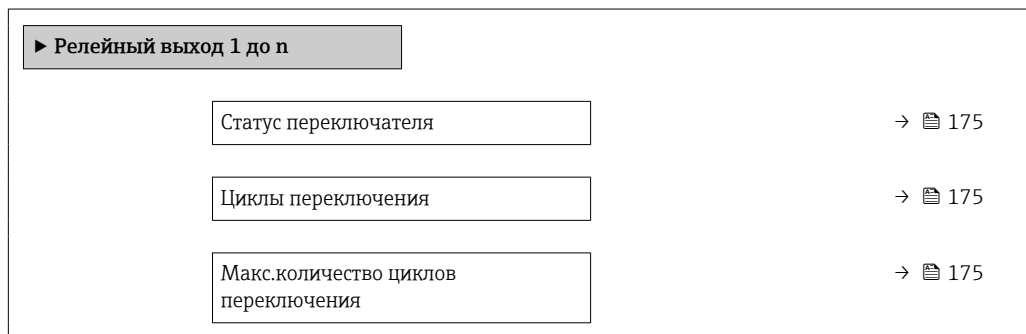 ▶ Релейный выход 1 до n
Статус переключателя → 175
Циклы переключения → 175
Макс.количество циклов → 175
переключения